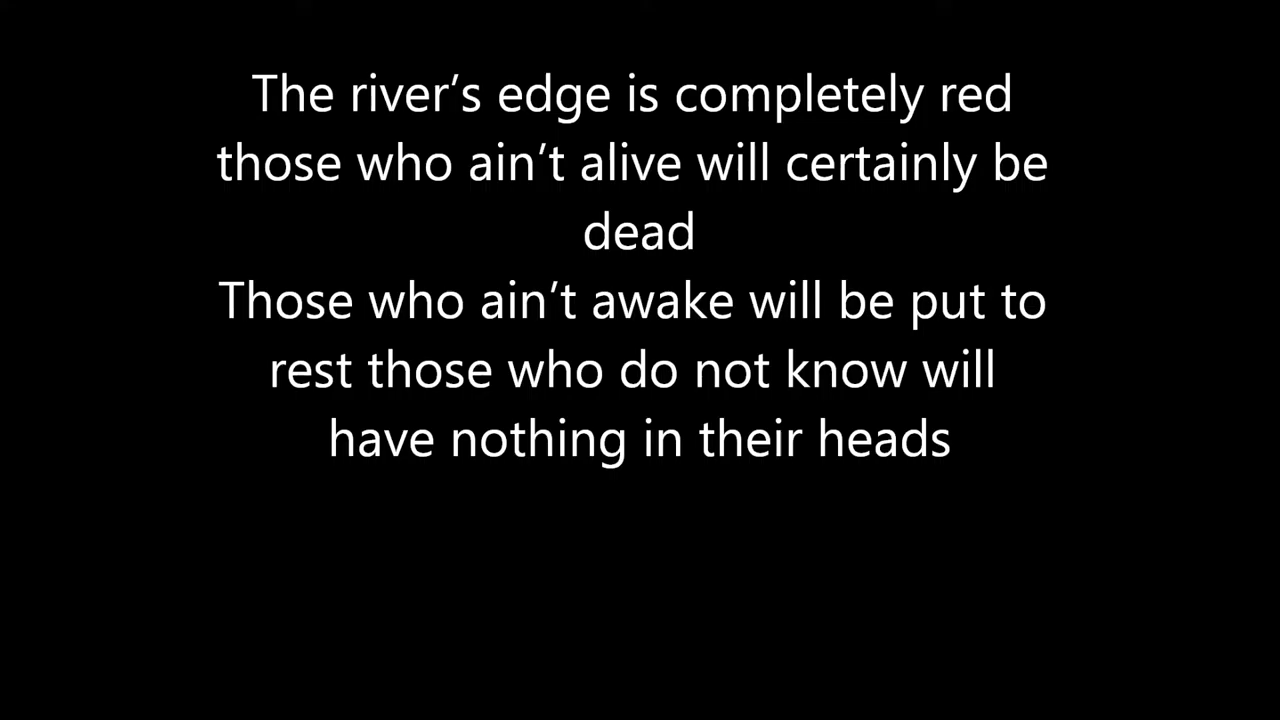 The river’s edge is completely red
those who ain’t alive will certainly be
dead
Those who ain’t awake will be put to
rest those who do not know will
have nothing in their heads